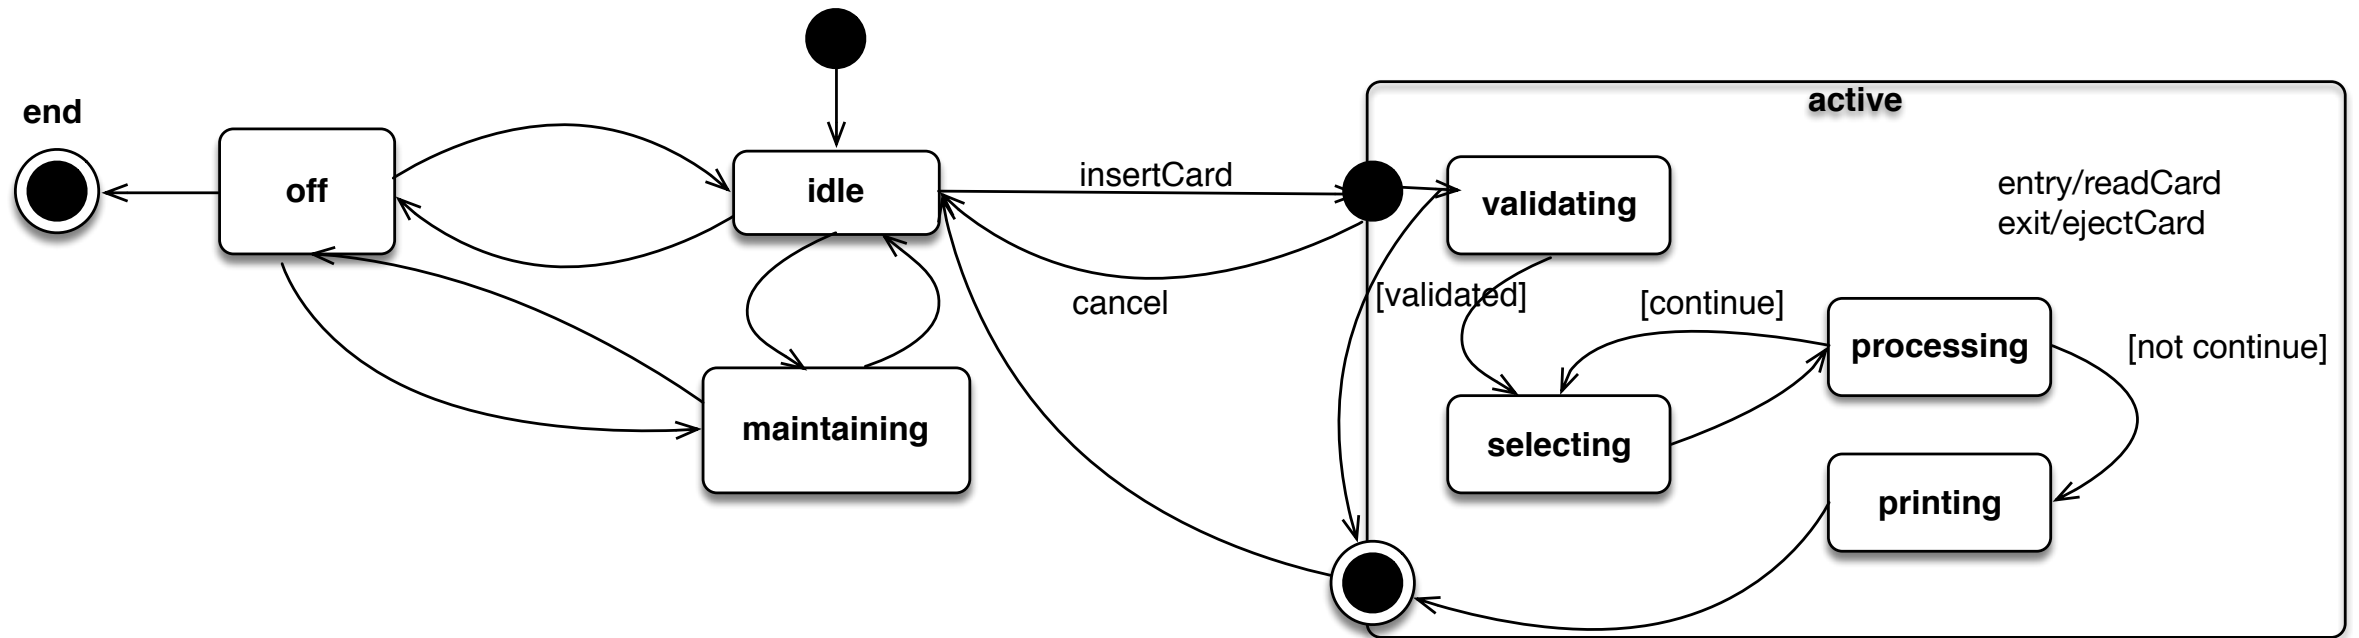 end
off
idle
insertCard
cancel
maintaining
active
validating
entry/readCard
exit/ejectCard
[validated]
[continue]
processing
[not continue]
selecting
printing